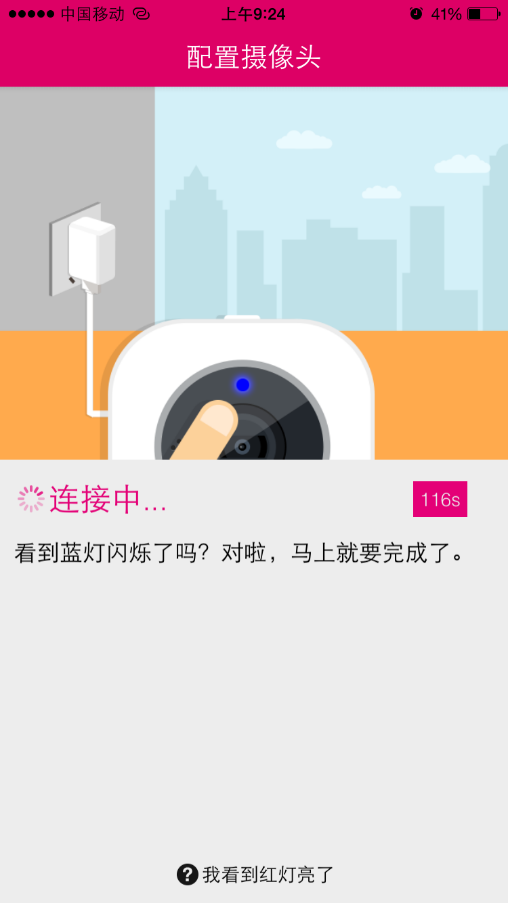 中国移动 上午9:24 41%
配置摄像头
连接中... 116s
看到蓝灯闪烁了吗？对啦，马上就要完成了。
?我看到红灯亮了